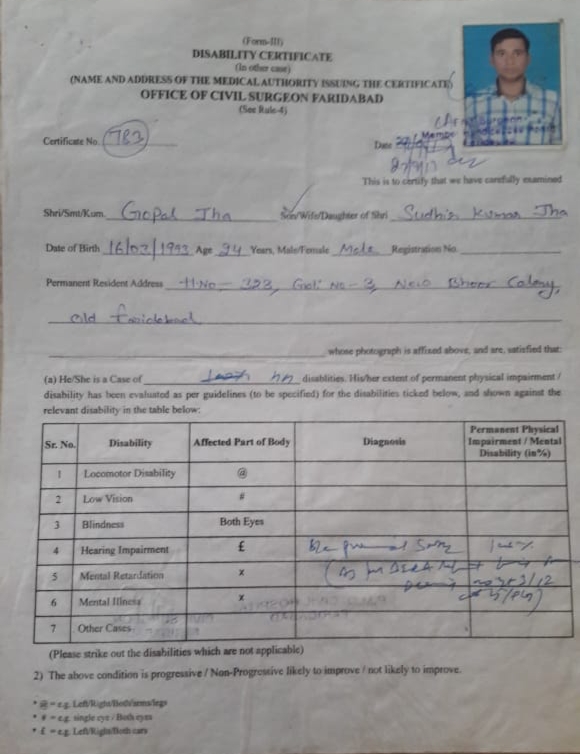 (Form-III)
DISABILITY CERTIFICATE
(In other case)
(NAME AND ADDRESS OF THE MEDICAL AUTHORITY ISSUING THE CERTIFICATE)
OFFICE OF CIVIL SURGEON FARIDABAD
(See Rule-4)
Certificate No. 783
Date
This is to certify that we have carefully examined
Shri/Smt/Kum. Gopal Jha Son/Wife/Daughter of Shri Sudhir Kumar Jha
Date of Birth 16/02/1993 Age 24 Years, Male/Female Male Registration No.
Permanent Resident Address H.No - 323, Gali No - 3, New Bhoor Colony,
old faridabad
whose photograph is affixed above, and are, satisfied that:
(a) He/She is a Case of disabilities. His/her extent of permanent physical impairment /
disability has been evaluated as per guidelines (to be specified) for the disabilities ticked below, and shown against the
relevant disability in the table below:
Sr. No. Disability Affected Part of Body Diagnosis Permanent Physical Impairment / Mental Disability (in%)
1 Locomotor Disability @
2 Low Vision #
3 Blindness Both Eyes
4 Hearing Impairment £
5 Mental Retardation x
6 Mental Illness x
7 Other Cases
(Please strike out the disabilities which are not applicable)
2) The above condition is progressive / Non-Progressive likely to improve / not likely to improve.
* @ = e.g. Left/Right/Both/arms/legs
* # = e.g. single eye / Both eyes
* £ = e.g. Left/Right/Both ears